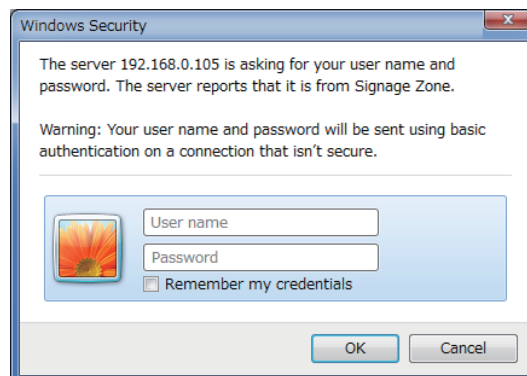 Windows Security
The server 192.168.0.105 is asking for your user name and
password. The server reports that it is from Signage Zone.
Warning: Your user name and password will be sent using basic
authentication on a connection that isn't secure.
User name
Password
Remember my credentials
OK
Cancel